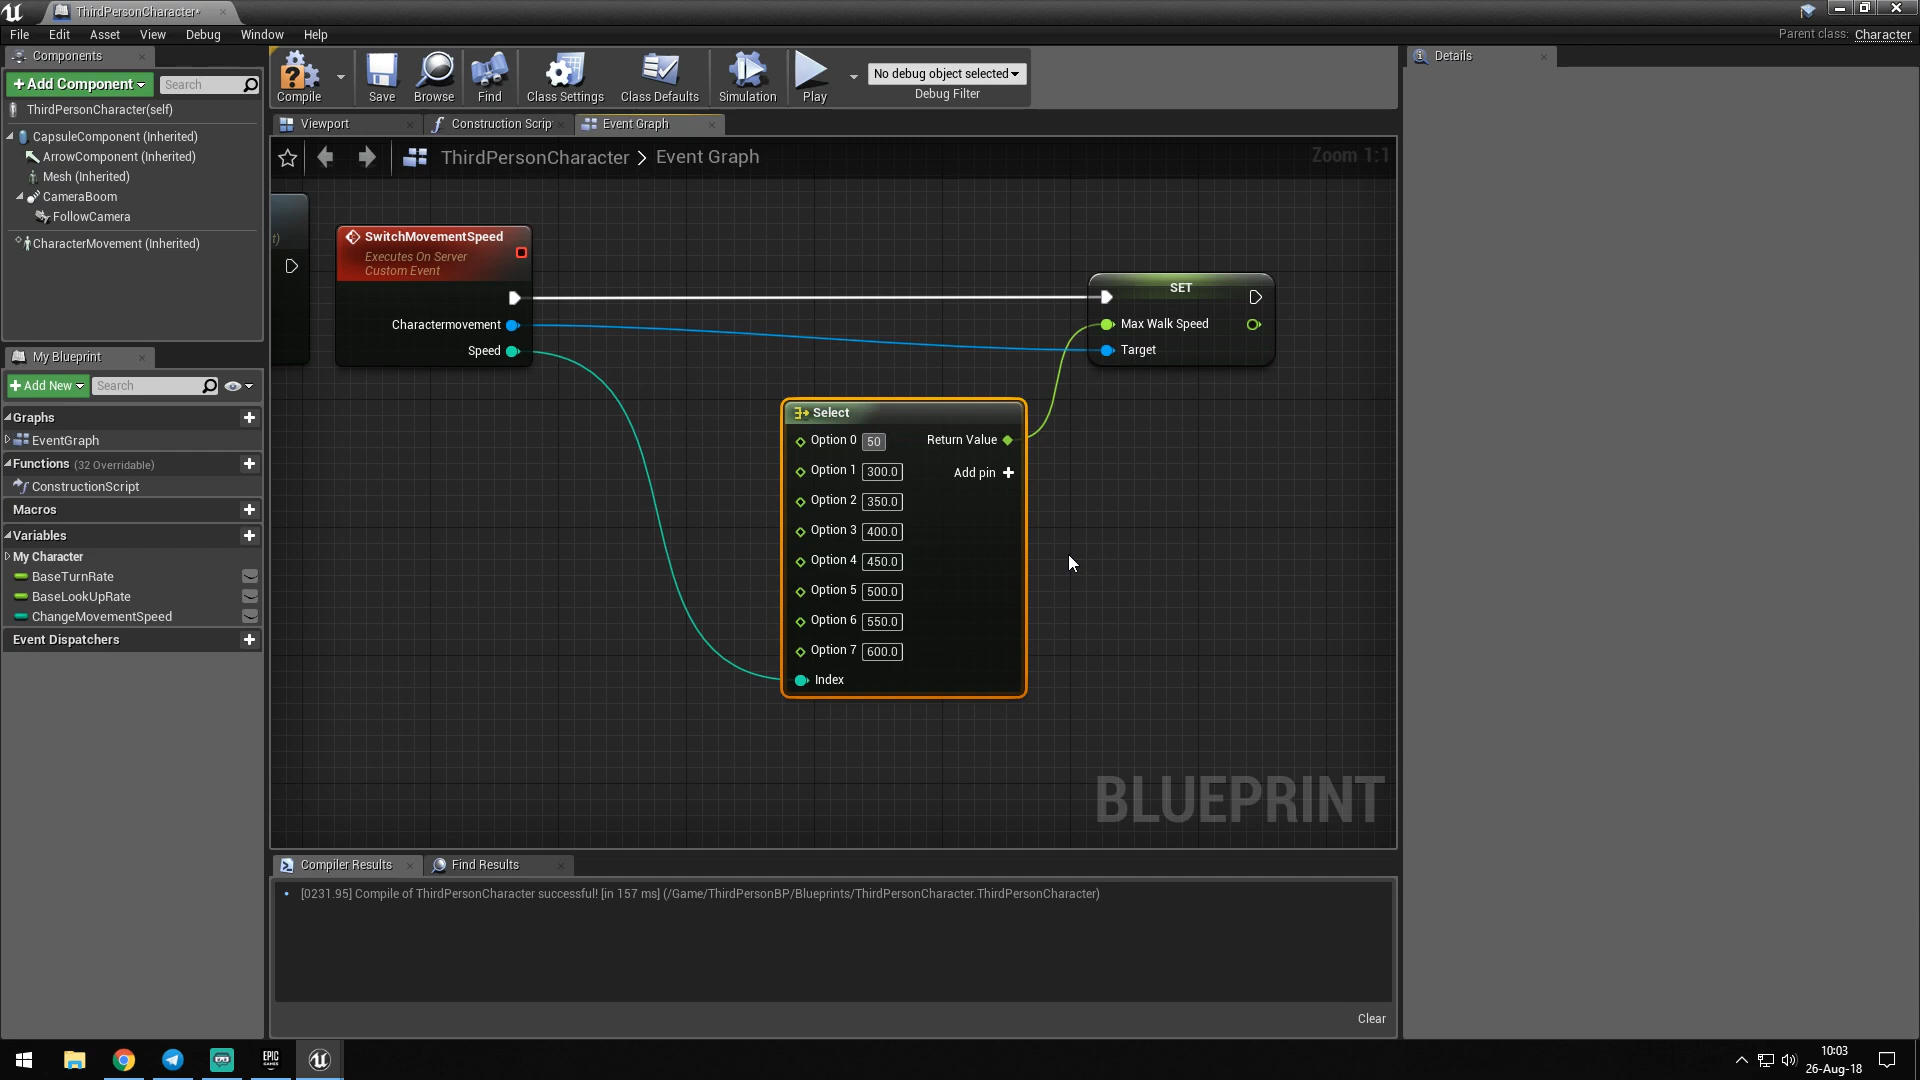 ThirdPersonCharacter*
File Edit Asset View Debug Window Help
Parent class: Character
Components
Add Component
Search
ThirdPersonCharacter(self)
CapsuleComponent (Inherited)
ArrowComponent (Inherited)
Mesh (Inherited)
CameraBoom
FollowCamera
CharacterMovement (Inherited)
My Blueprint
Add New
Search
Graphs
EventGraph
Functions (32 Overridable)
ConstructionScript
Macros
Variables
My Character
BaseTurnRate
BaseLookUpRate
ChangeMovementSpeed
Event Dispatchers
Compile
Save
Browse
Find
Class Settings
Class Defaults
Simulation
Play
No debug object selected
Debug Filter
Viewport
Construction Scrip
Event Graph
ThirdPersonCharacter > Event Graph
Zoom 1:1
t)
SwitchMovementSpeed
Executes On Server
Custom Event
Charactermovement
Speed
SET
Max Walk Speed
Target
Select
Option 0 50
Return Value
Option 1 300.0
Add pin
Option 2 350.0
Option 3 400.0
Option 4 450.0
Option 5 500.0
Option 6 550.0
Option 7 600.0
Index
BLUEPRINT
Compiler Results
Find Results
[0231.95] Compile of ThirdPersonCharacter successful! [in 157 ms] (/Game/ThirdPersonBP/Blueprints/ThirdPersonCharacter.ThirdPersonCharacter)
Clear
Details
EPIC
GAMES
10:03
26-Aug-18